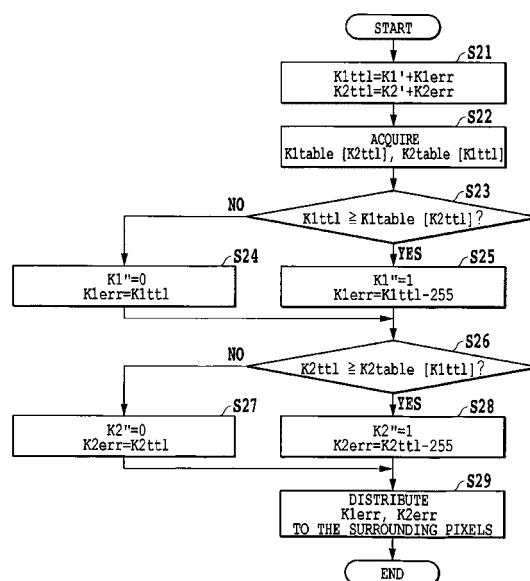 START
S21
K1ttl=K1'+K1err
K2ttl=K2'+K2err
S22
ACQUIRE
K1table [K2ttl], K2table [K1ttl]
S23
K1ttl ≧ K1table [K2ttl]?
NO
YES
S24
K1"=0
K1err=K1ttl
S25
K1"=1
K1err=K1ttl-255
S26
K2ttl ≧ K2table [K1ttl]?
NO
YES
S27
K2"=0
K2err=K2ttl
S28
K2"=1
K2err=K2ttl-255
S29
DISTRIBUTE
K1err, K2err
TO THE SURROUNDING PIXELS
END